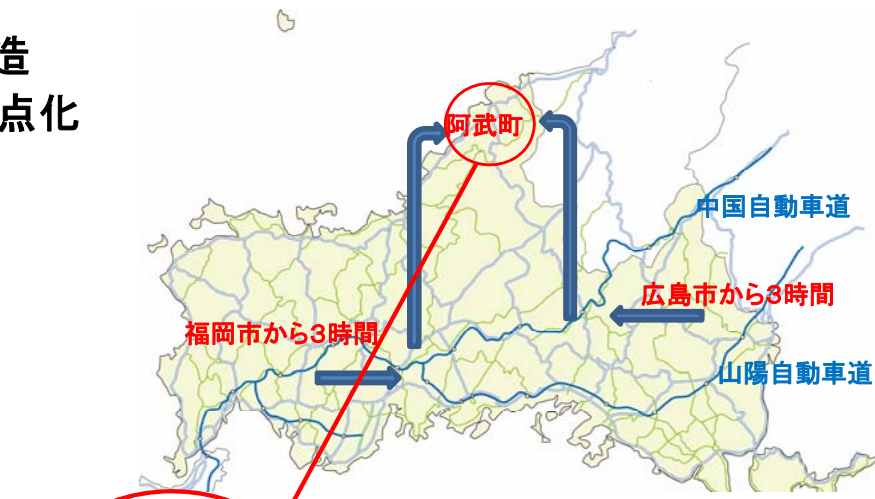 造
点化
阿武町
中国自動車道
広島市から3時間
福岡市から3時間
山陽自動車道